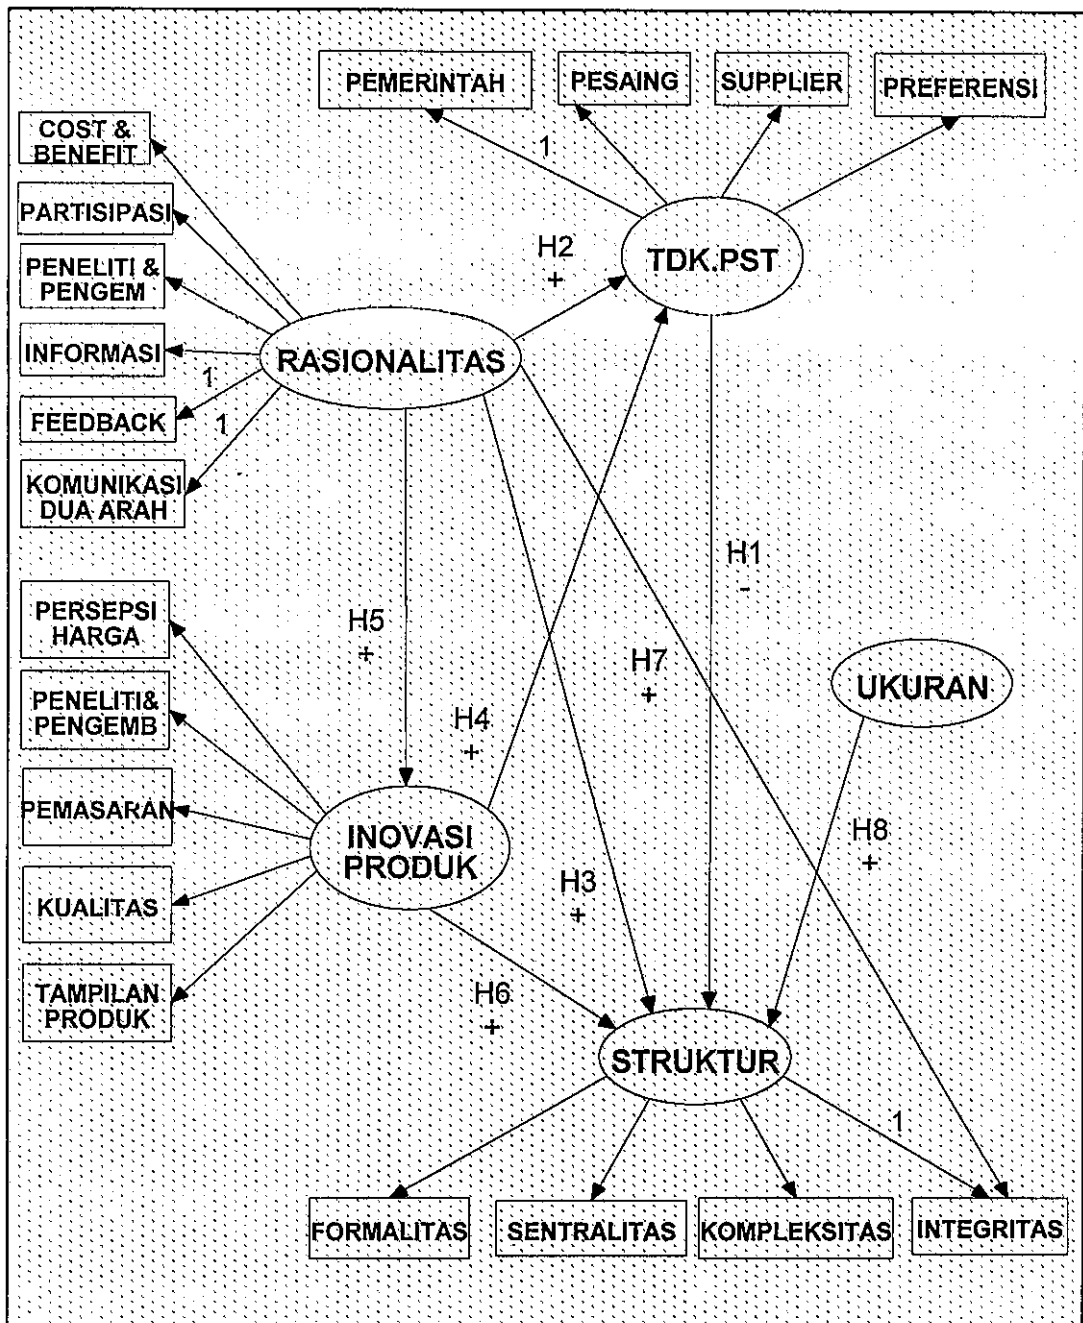 PEMERINTAH
PESAING
SUPPLIER
PREFERENSI
COST &
BENEFIT
1
PARTISIPASI
H2
+
TDK.PST
PENELITI &
PENGEM
INFORMASI
RASIONALITAS
1
FEEDBACK
1
KOMUNIKASI
DUA ARAH
H1
-
PERSEPSI
HARGA
H5
+
H7
+
UKURAN
PENELITI&
PENGEMB
H4
+
PEMASARAN
INOVASI
PRODUK
H8
+
KUALITAS
H3
+
TAMPILAN
PRODUK
H6
+
STRUKTUR
1
FORMALITAS
SENTRALITAS
KOMPLEKSITAS
INTEGRITAS